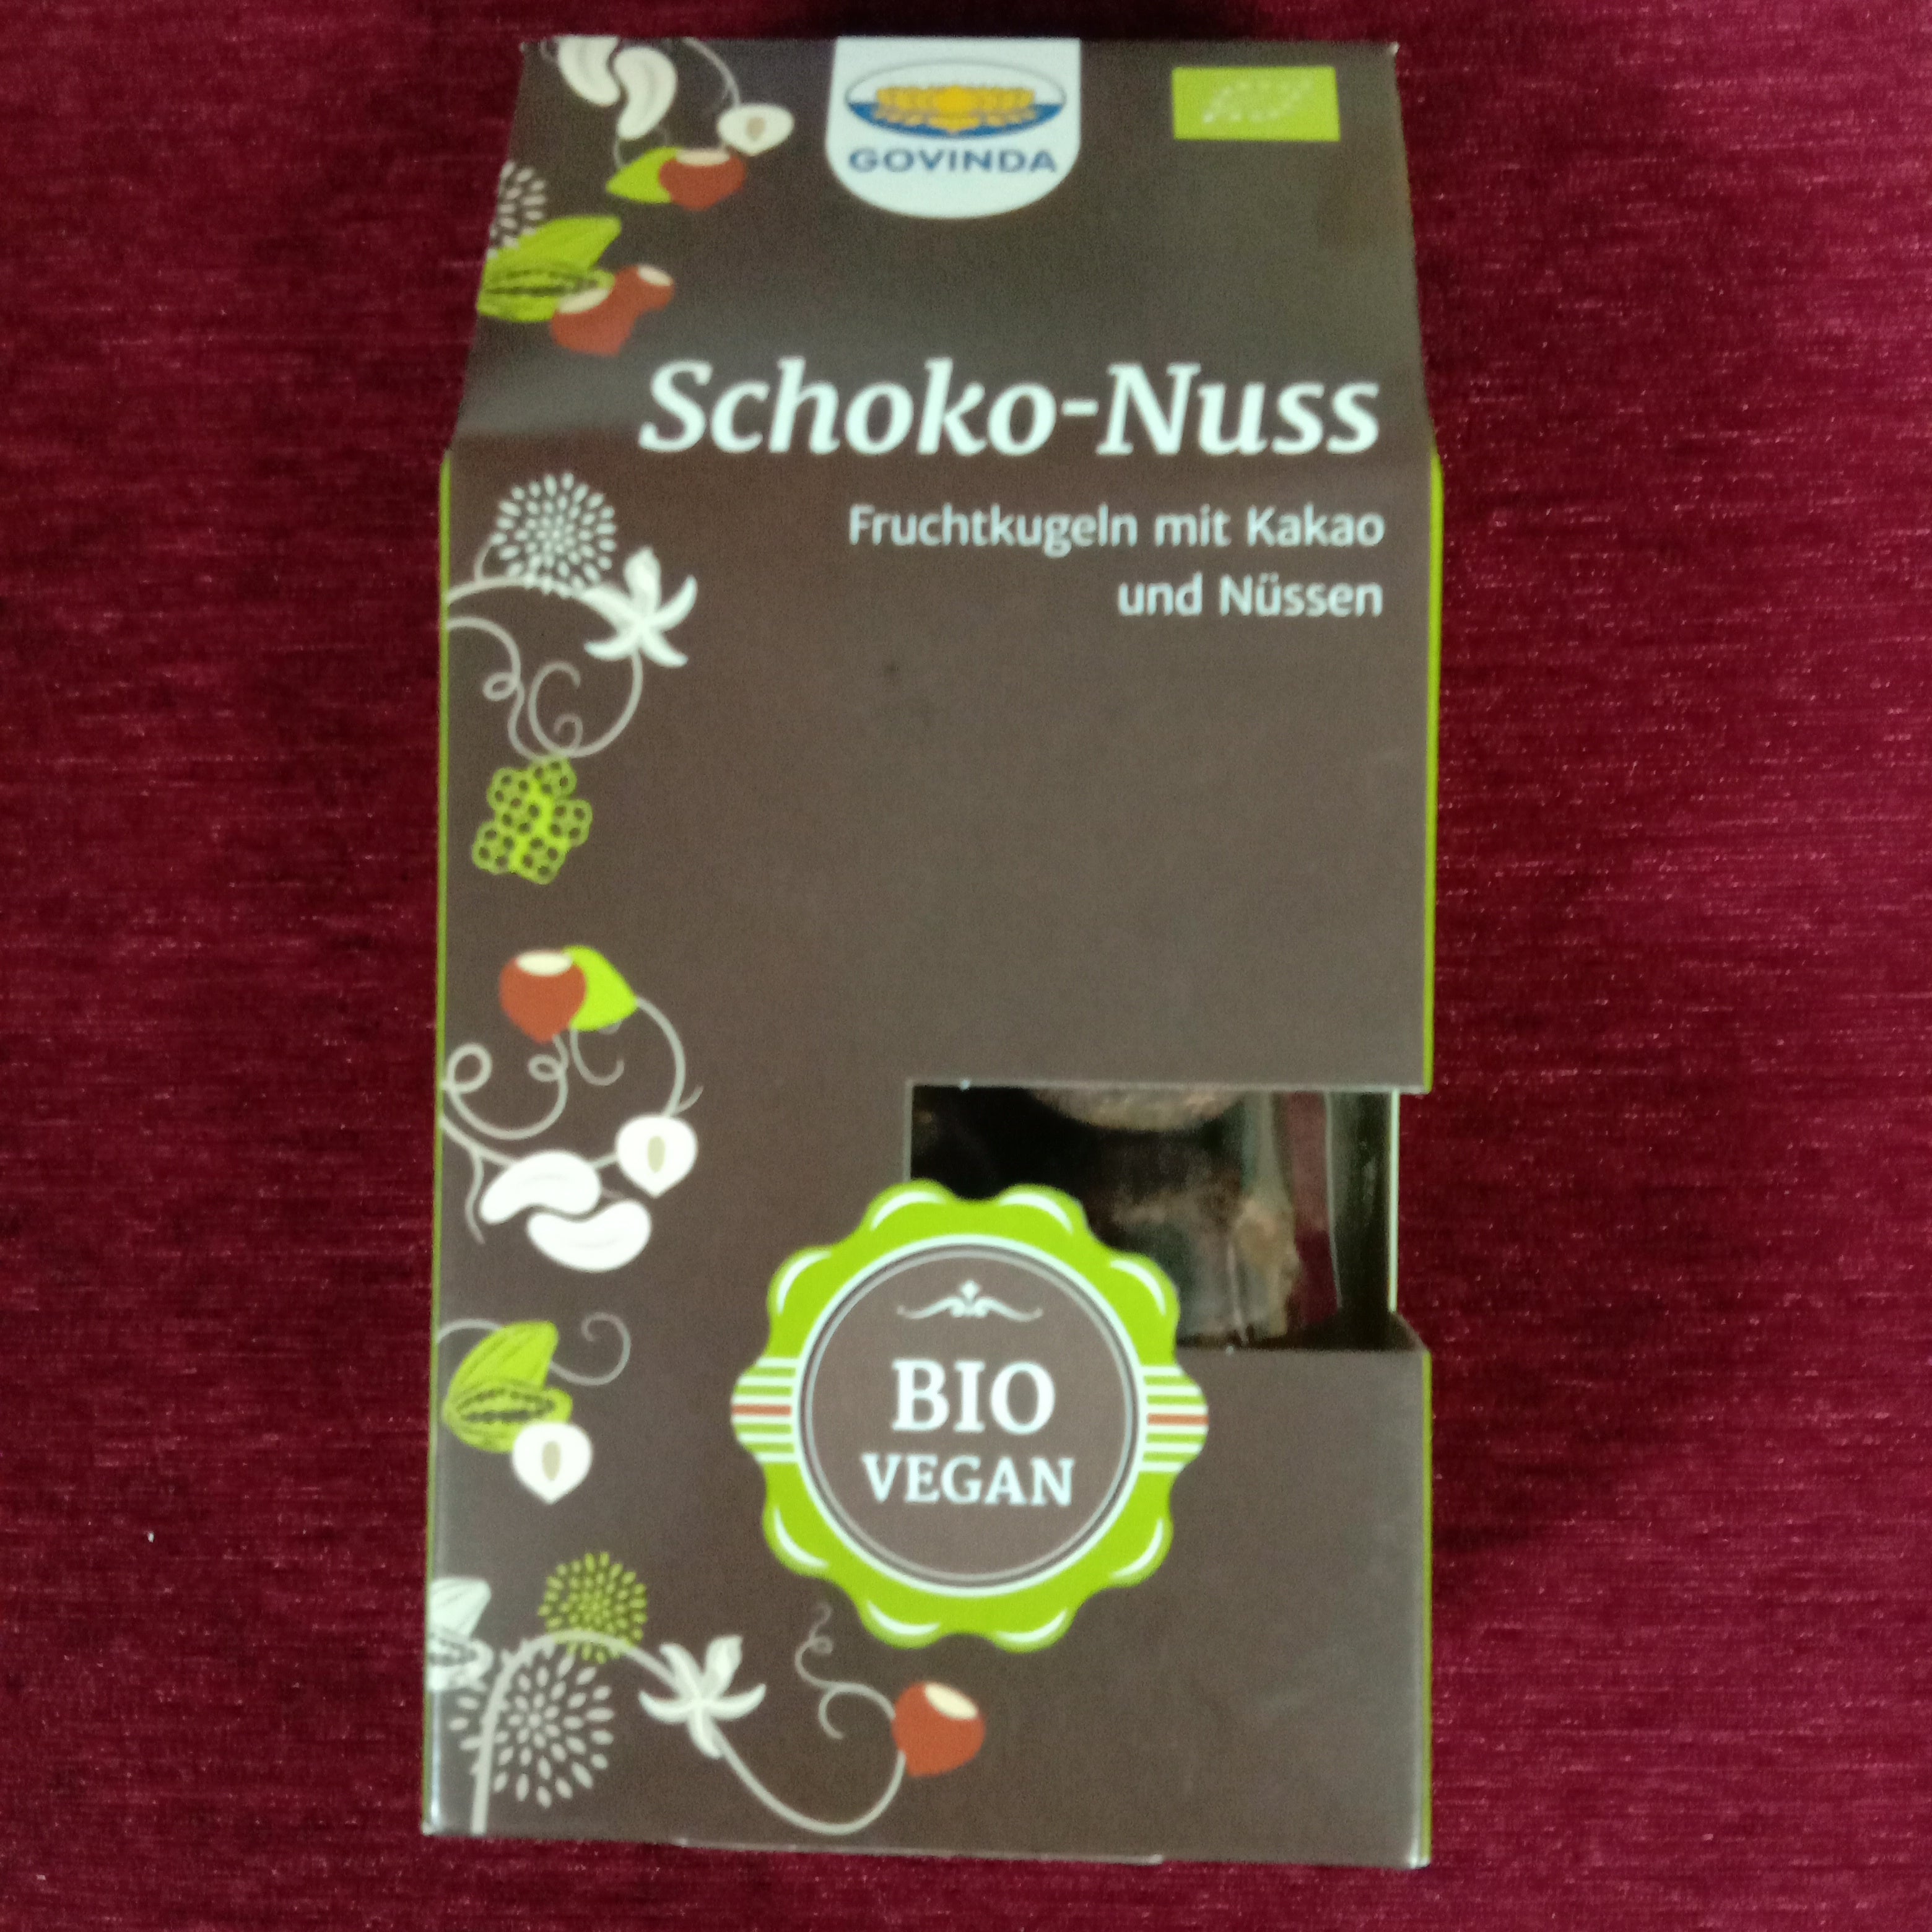 GOVINDA
Schoko-Nuss
Fruchtkugeln mit Kakao
und Nüssen
BIO
VEGAN